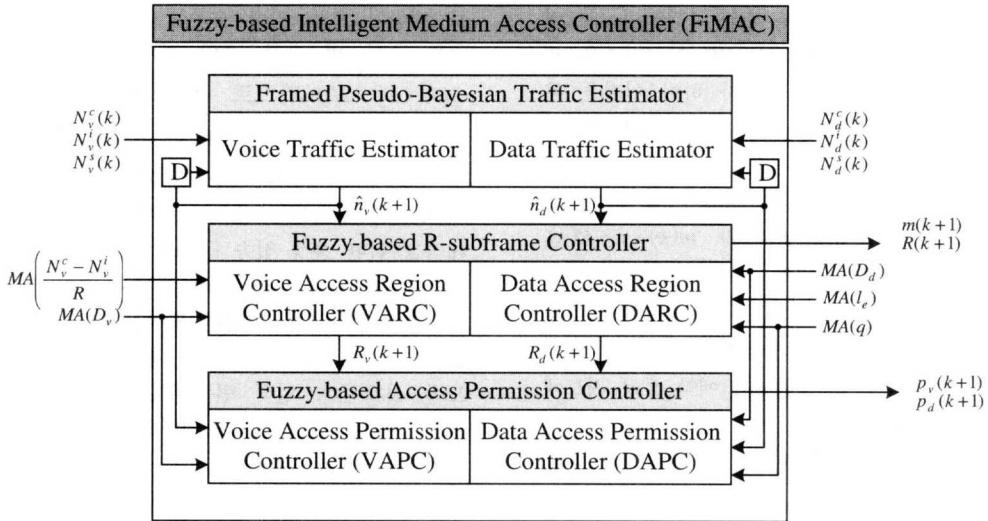 Fuzzy-based Intelligent Medium Access Controller (FiMAC)
Framed Pseudo-Bayesian Traffic Estimator
N_v^c(k)
N_v^i(k)
N_v^s(k)
Voice Traffic Estimator
Data Traffic Estimator
N_d^c(k)
N_d^i(k)
N_d^s(k)
D
D
n̂_v(k+1)
n̂_d(k+1)
Fuzzy-based R-subframe Controller
m(k+1)
R(k+1)
MA((N_v^c − N_v^i)/R)
MA(D_v)
Voice Access Region
Controller (VARC)
Data Access Region
Controller (DARC)
MA(D_d)
MA(l_e)
MA(q)
R_v(k+1)
R_d(k+1)
Fuzzy-based Access Permission Controller
p_v(k+1)
p_d(k+1)
Voice Access Permission
Controller (VAPC)
Data Access Permission
Controller (DAPC)